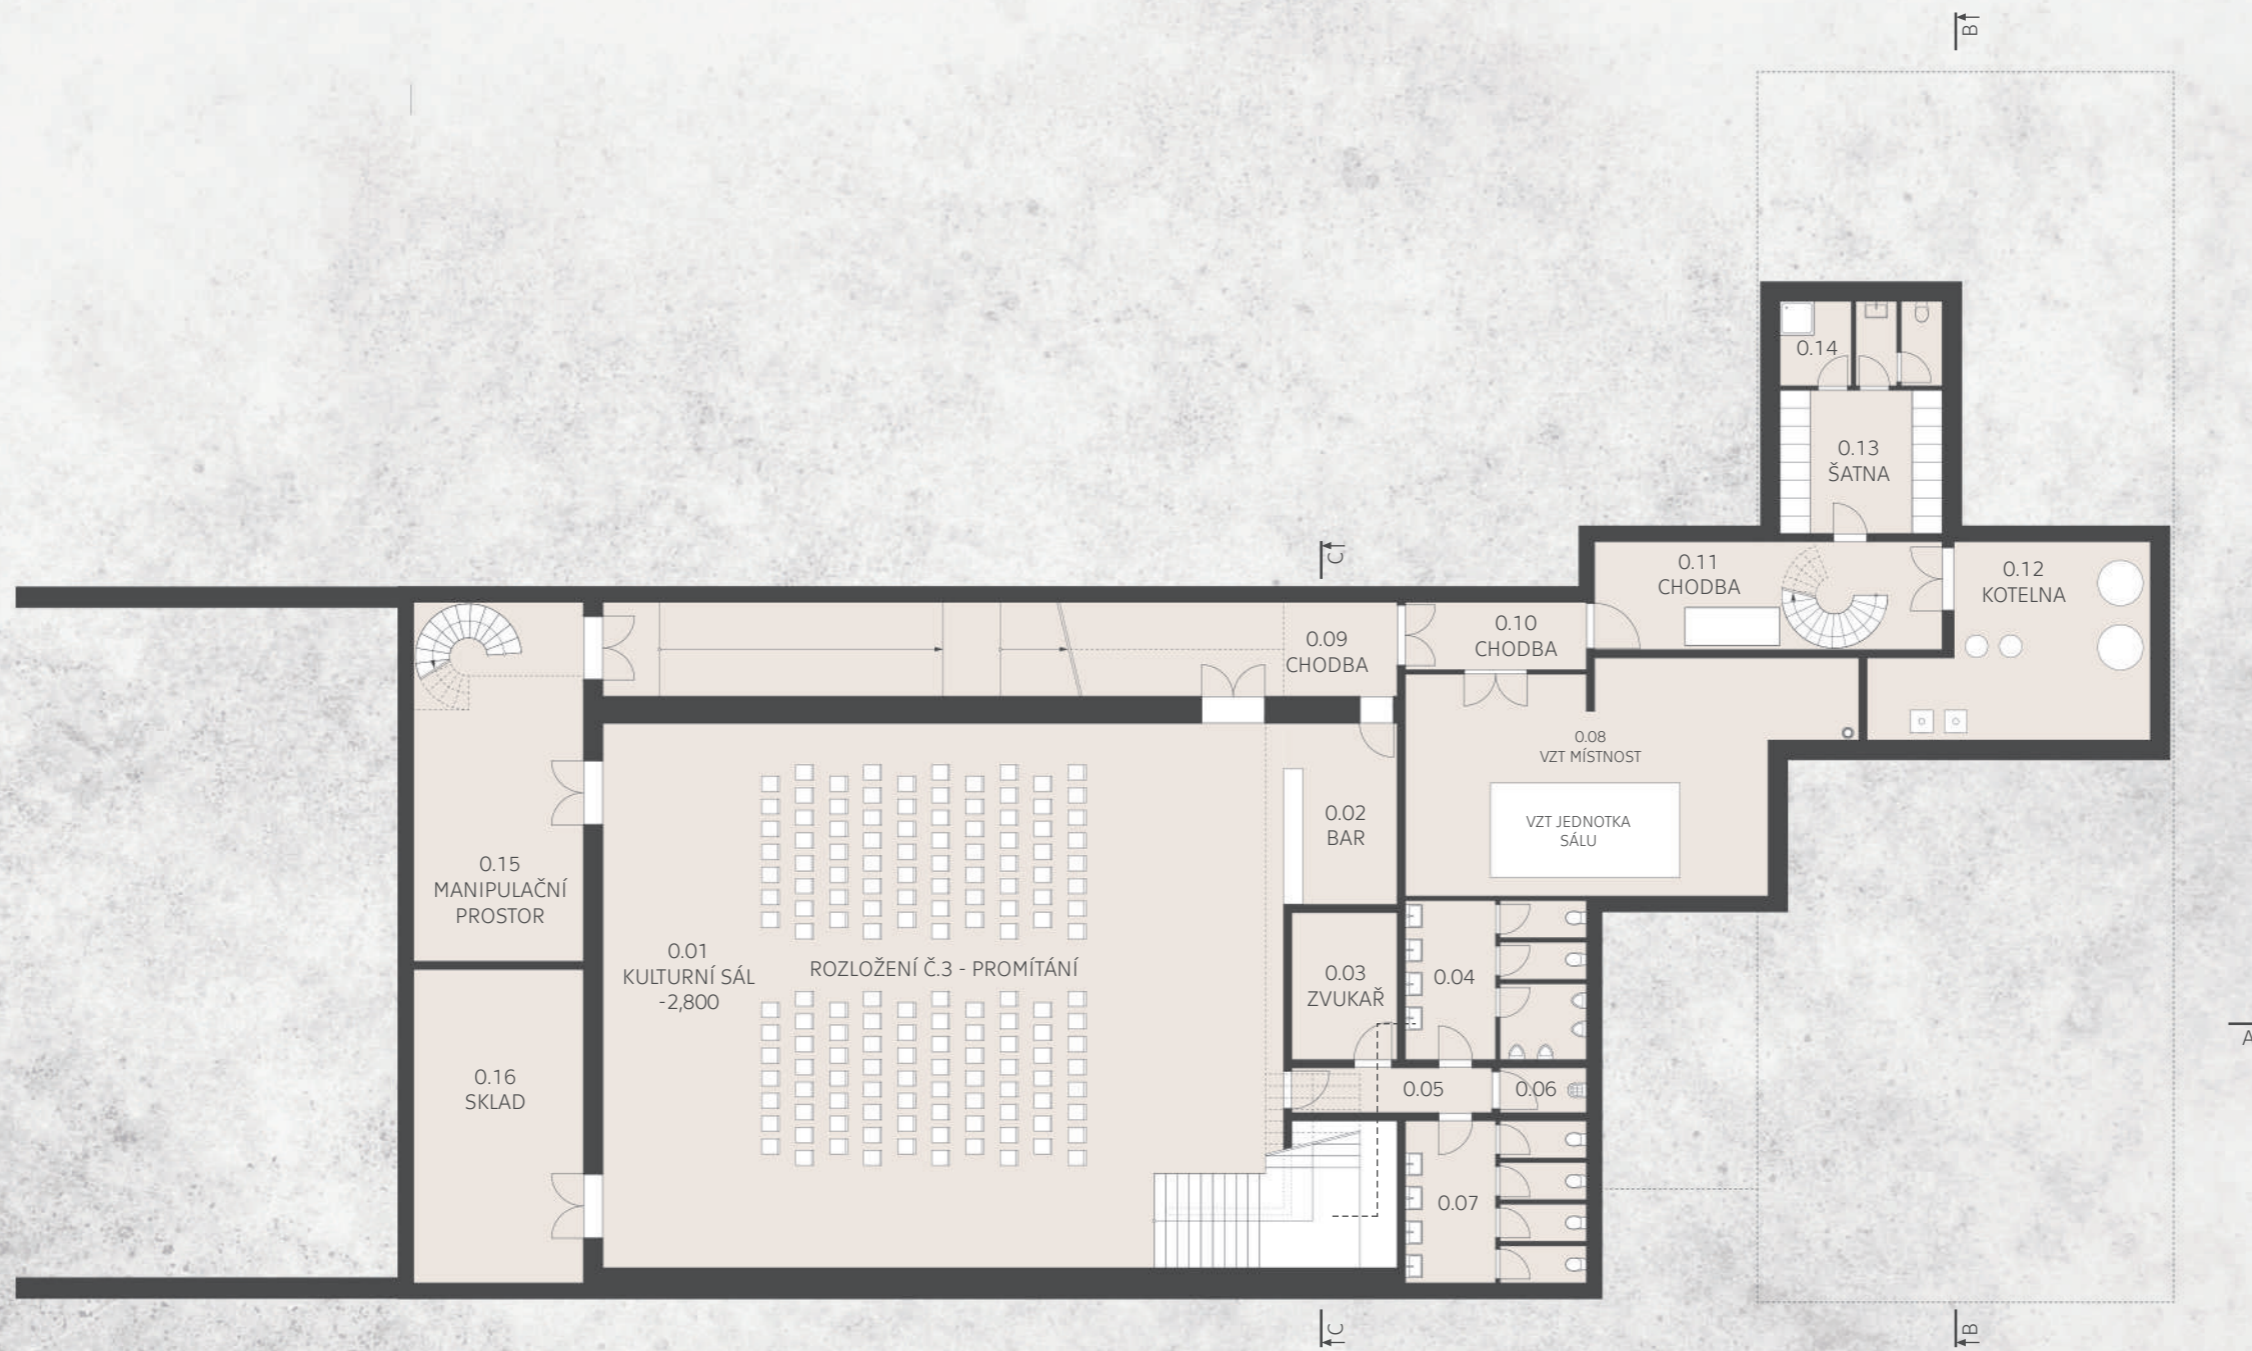 B
0.14
0.13
ŠATNA
C
0.11
CHODBA
0.12
KOTELNA
0.10
CHODBA
0.09
CHODBA
0.08
VZT MÍSTNOST
VZT JEDNOTKA
SÁLU
0.02
BAR
0.15
MANIPULAČNÍ
PROSTOR
0.01
KULTURNÍ SÁL
-2,800
ROZLOŽENÍ Č.3 - PROMÍTÁNÍ
0.03
ZVUKAŘ
0.04
A
0.16
SKLAD
0.05
0.06
0.07
C
B